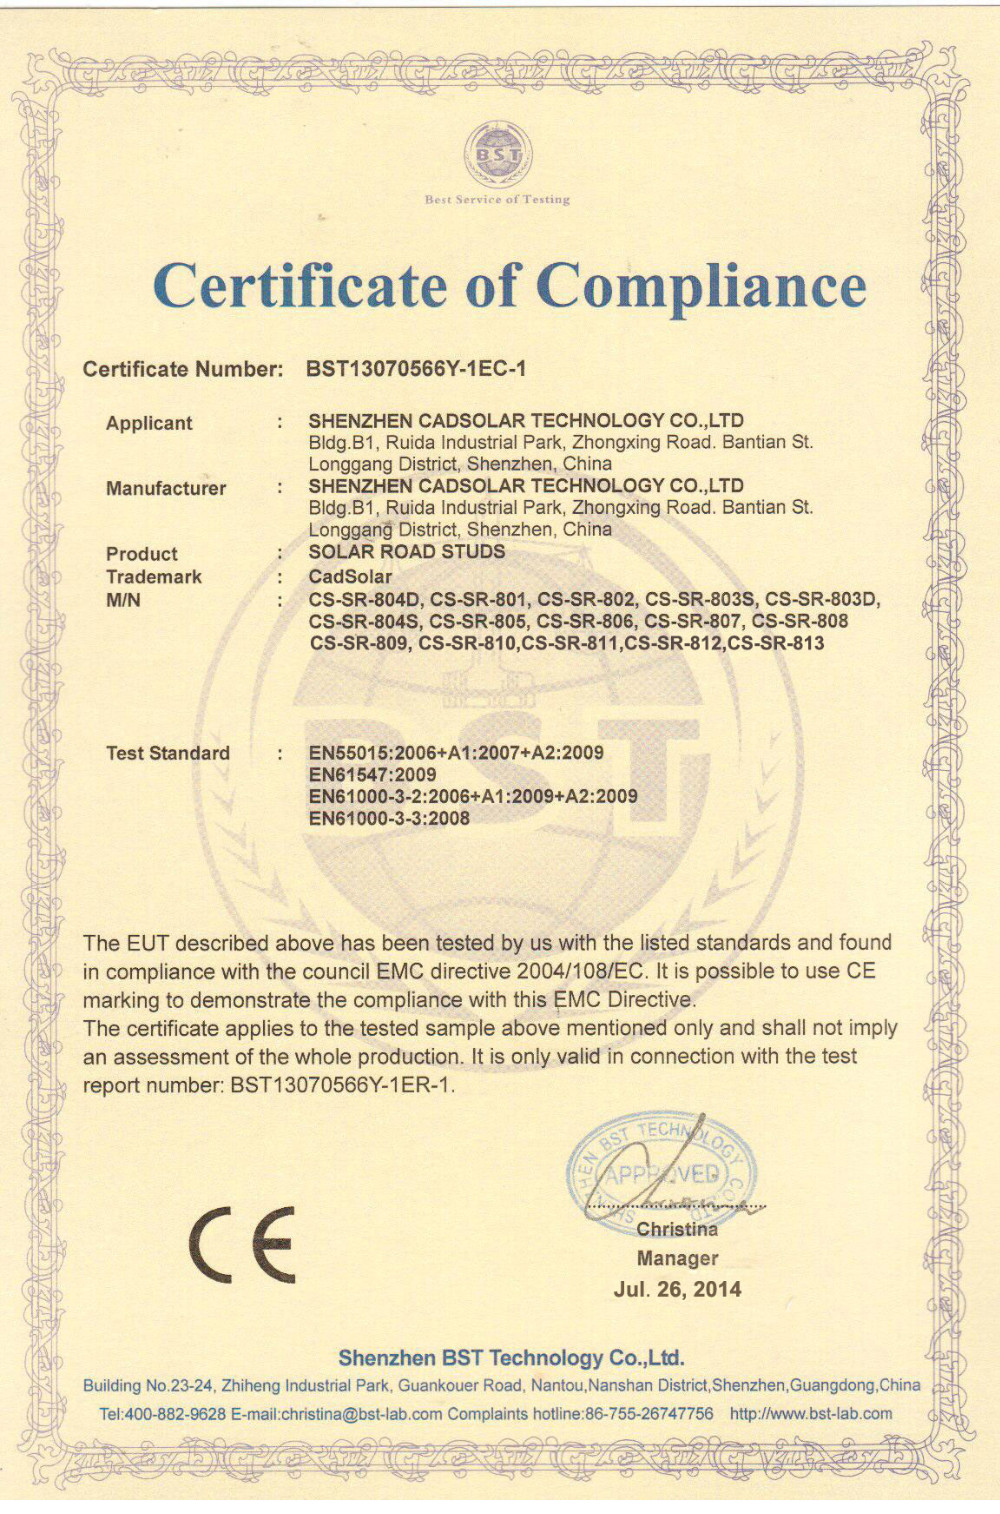 BST
Best Service of Testing
Certificate of Compliance
Certificate Number: BST13070566Y-1EC-1
Applicant : SHENZHEN CADSOLAR TECHNOLOGY CO.,LTD
Bldg.B1, Ruida Industrial Park, Zhongxing Road. Bantian St.
Longgang District, Shenzhen, China
Manufacturer : SHENZHEN CADSOLAR TECHNOLOGY CO.,LTD
Bldg.B1, Ruida Industrial Park, Zhongxing Road. Bantian St.
Longgang District, Shenzhen, China
Product : SOLAR ROAD STUDS
Trademark : CadSolar
M/N : CS-SR-804D, CS-SR-801, CS-SR-802, CS-SR-803S, CS-SR-803D,
CS-SR-804S, CS-SR-805, CS-SR-806, CS-SR-807, CS-SR-808
CS-SR-809, CS-SR-810,CS-SR-811,CS-SR-812,CS-SR-813
BST
Test Standard : EN55015:2006+A1:2007+A2:2009
EN61547:2009
EN61000-3-2:2006+A1:2009+A2:2009
EN61000-3-3:2008
The EUT described above has been tested by us with the listed standards and found
in compliance with the council EMC directive 2004/108/EC. It is possible to use CE
marking to demonstrate the compliance with this EMC Directive.
The certificate applies to the tested sample above mentioned only and shall not imply
an assessment of the whole production. It is only valid in connection with the test
report number: BST13070566Y-1ER-1.
BST TECHNOLOGY CO
APPROVED
CE
Christina
Manager
Jul. 26, 2014
Shenzhen BST Technology Co.,Ltd.
Building No.23-24, Zhiheng Industrial Park, Guankouer Road, Nantou,Nanshan District,Shenzhen,Guangdong,China
Tel:400-882-9628 E-mail:christina@bst-lab.com Complaints hotline:86-755-26747756 http://www.bst-lab.com